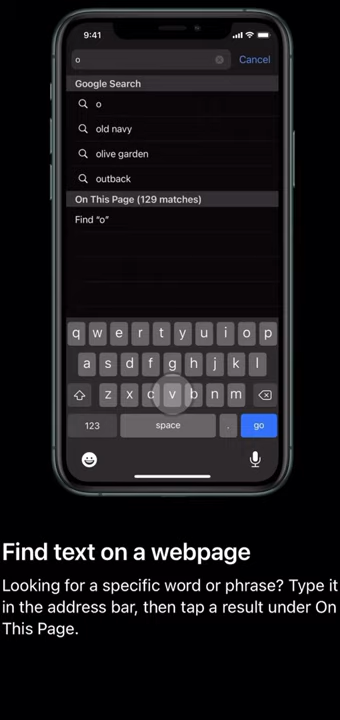 9:41
o
Cancel
Google Search
o
old navy
olive garden
outback
On This Page (129 matches)
Find “o”
q w e r t y u i o p
a s d f g h j k l
z x c v b n m
123 space . go
Find text on a webpage
Looking for a specific word or phrase? Type it
in the address bar, then tap a result under On
This Page.